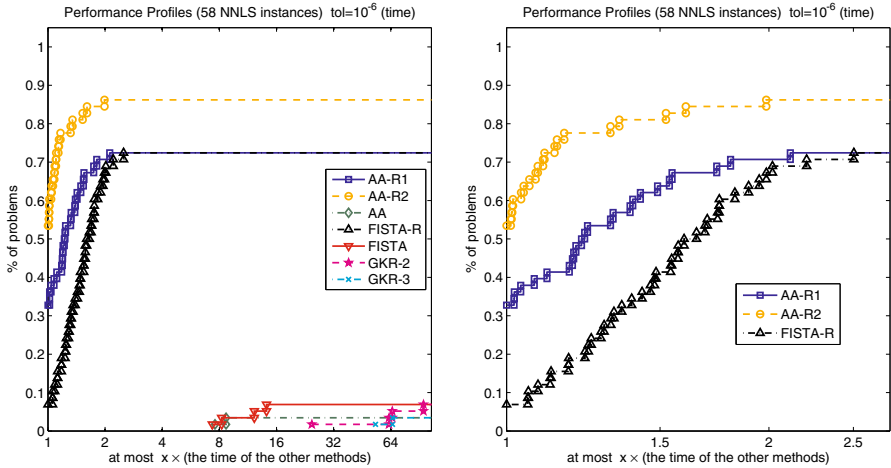 Performance Profiles (58 NNLS instances) tol=10^-6 (time)
1
0.9
0.8
0.7
0.6
0.5
0.4
0.3
0.2
0.1
0
% of problems
AA-R1
AA-R2
AA
FISTA-R
FISTA
GKR-2
GKR-3
1 2 4 8 16 32 64
at most x × (the time of the other methods)
Performance Profiles (58 NNLS instances) tol=10^-6 (time)
1
0.9
0.8
0.7
0.6
0.5
0.4
0.3
0.2
0.1
0
% of problems
AA-R1
AA-R2
FISTA-R
1 1.5 2 2.5
at most x × (the time of the other methods)